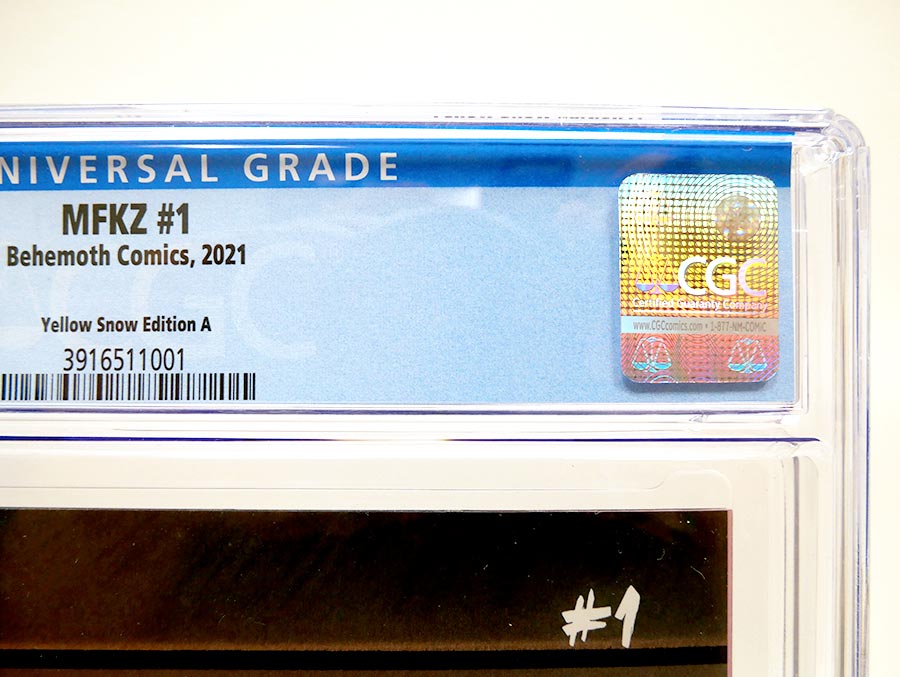 NIVERSAL GRADE
MFKZ #1
Behemoth Comics, 2021
Yellow Snow Edition A
3916511001
CGC
Certified Guaranty Company
www.CGCcomics.com • 1-877-NM-COMIC
#1